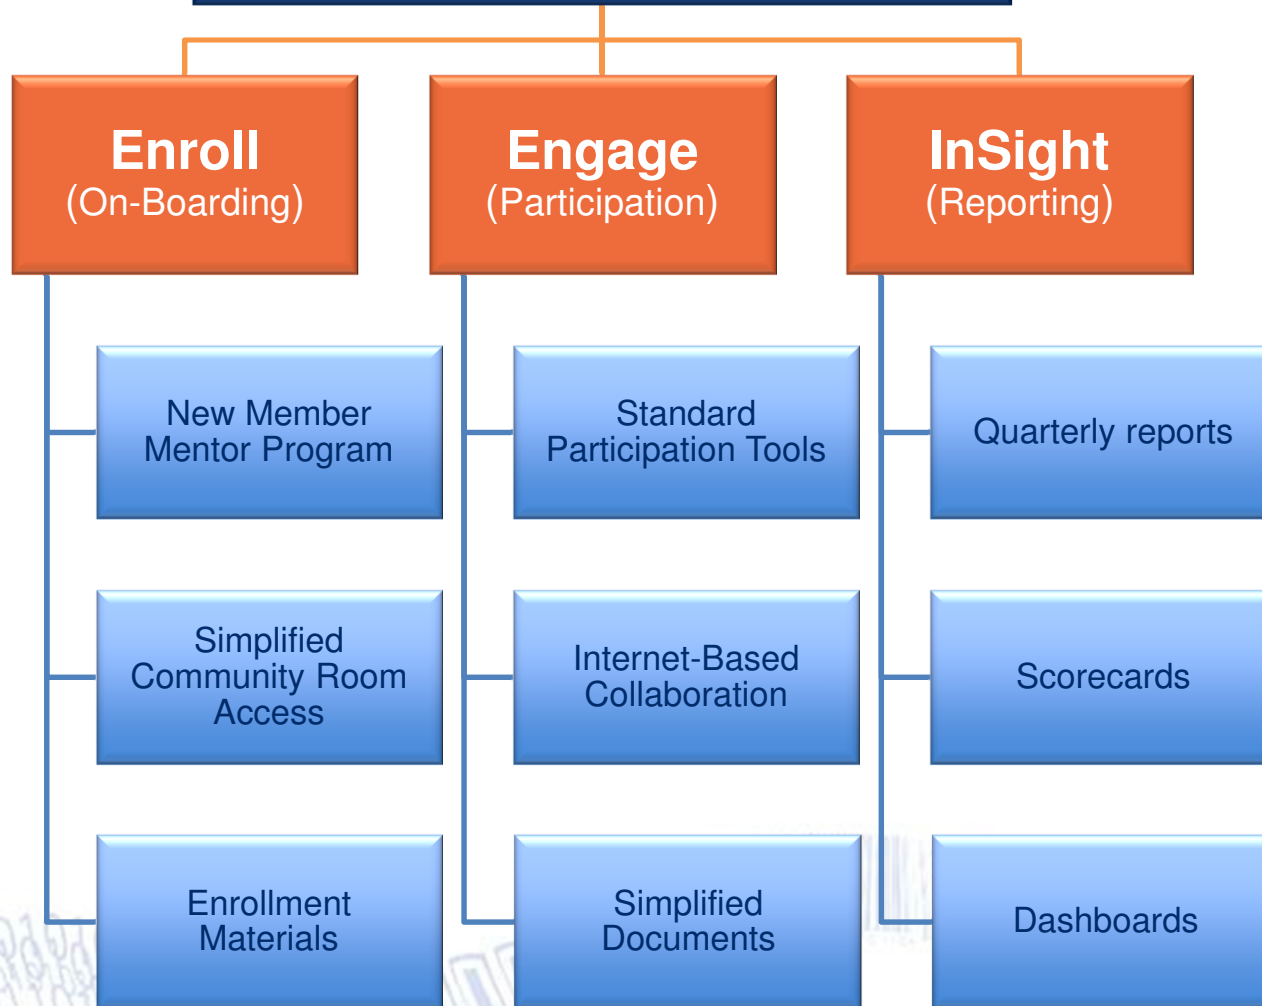 Enroll
(On-Boarding)
New Member
Mentor Program
Simplified
Community Room
Access
Enrollment
Materials
Engage
(Participation)
Standard
Participation Tools
Internet-Based
Collaboration
Simplified
Documents
InSight
(Reporting)
Quarterly reports
Scorecards
Dashboards